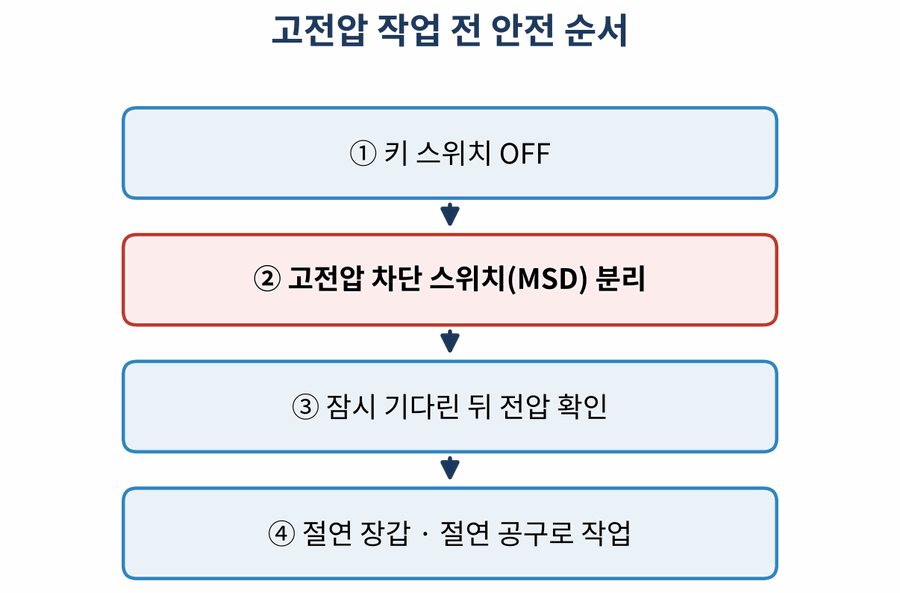 고전압 작업 전 안전 순서
① 키 스위치 OFF
② 고전압 차단 스위치(MSD) 분리
③ 잠시 기다린 뒤 전압 확인
④ 절연 장갑 · 절연 공구로 작업